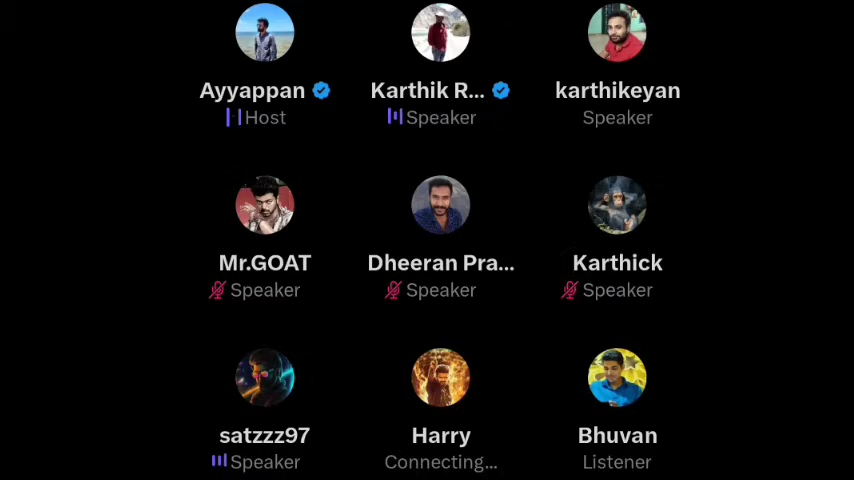 Ayyappan Karthik R... karthikeyan
Host Speaker Speaker
Mr.GOAT Dheeran Pra... Karthick
Speaker Speaker Speaker
satzzz97 Harry Bhuvan
Speaker Connecting... Listener